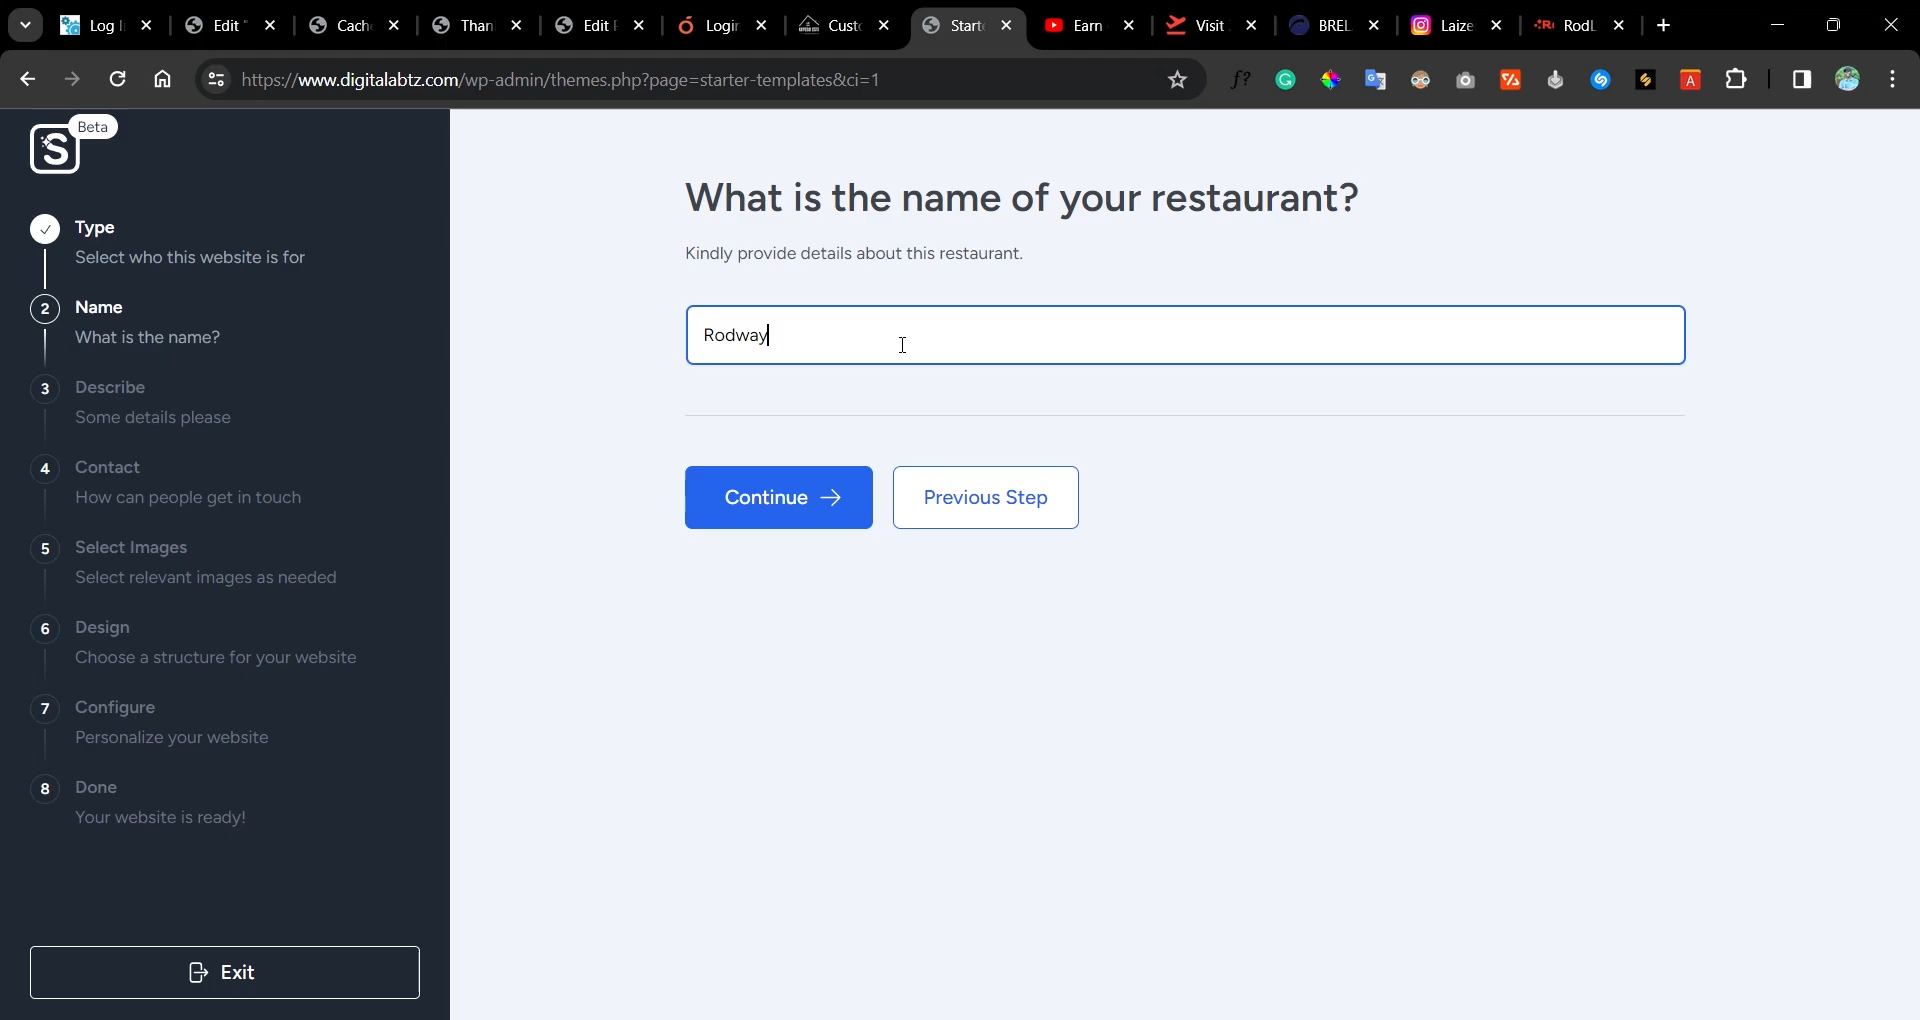 Log I
Edit "
Cach
Than
Edit F
Login
Custo
Start
Earn
Visit
BREL
Laize
RodL
https://www.digitalabtz.com/wp-admin/themes.php?page=starter-templates&ci=1
Beta
Type
Select who this website is for
2
Name
What is the name?
3
Describe
Some details please
4
Contact
How can people get in touch
5
Select Images
Select relevant images as needed
6
Design
Choose a structure for your website
7
Configure
Personalize your website
8
Done
Your website is ready!
Exit
What is the name of your restaurant?
Kindly provide details about this restaurant.
Rodway
Continue →
Previous Step